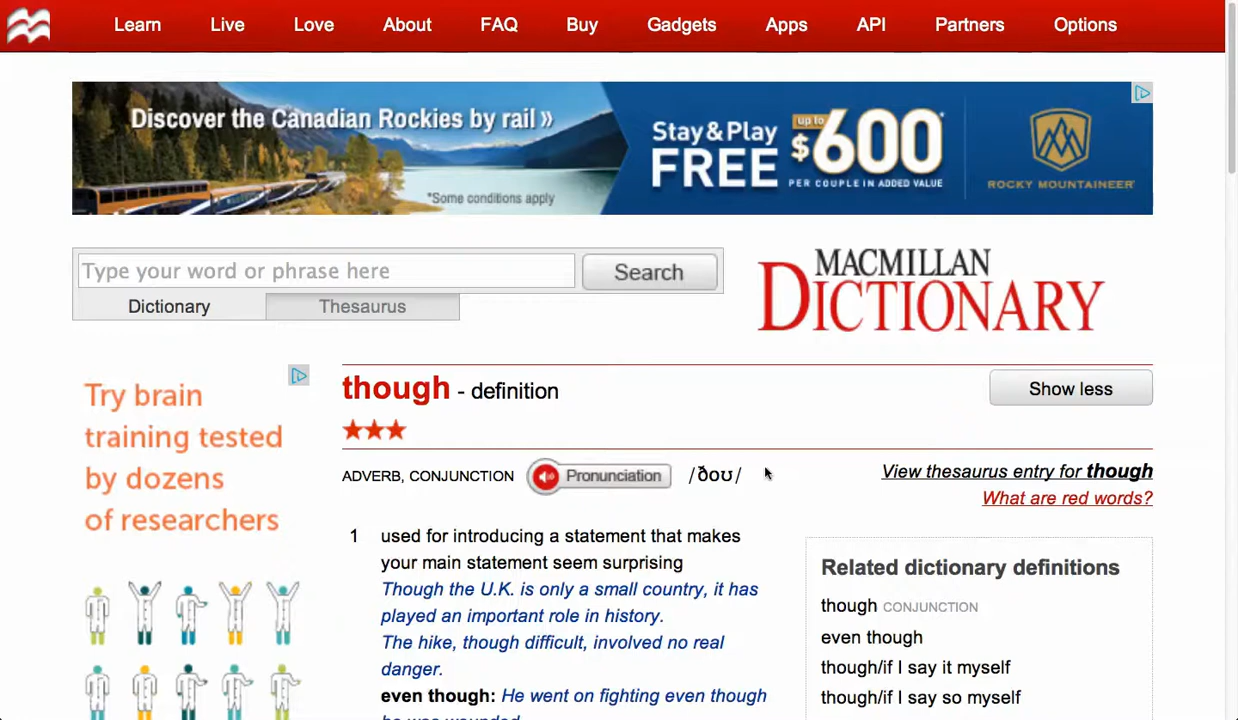 Learn Live Love About FAQ Buy Gadgets Apps API Partners Options
Discover the Canadian Rockies by rail »
*Some conditions apply
Stay & Play
FREE
up to
$600*
PER COUPLE IN ADDED VALUE
ROCKY MOUNTAINEER
Type your word or phrase here
Search
Dictionary Thesaurus
MACMILLAN
DICTIONARY
Try brain
training tested
by dozens
of researchers
though - definition
Show less
ADVERB, CONJUNCTION Pronunciation /ðoʊ/
View thesaurus entry for though
What are red words?
1 used for introducing a statement that makes
your main statement seem surprising
Though the U.K. is only a small country, it has
played an important role in history.
The hike, though difficult, involved no real
danger.
even though: He went on fighting even though
he was wounded.
Related dictionary definitions
though CONJUNCTION
even though
though/if I say it myself
though/if I say so myself